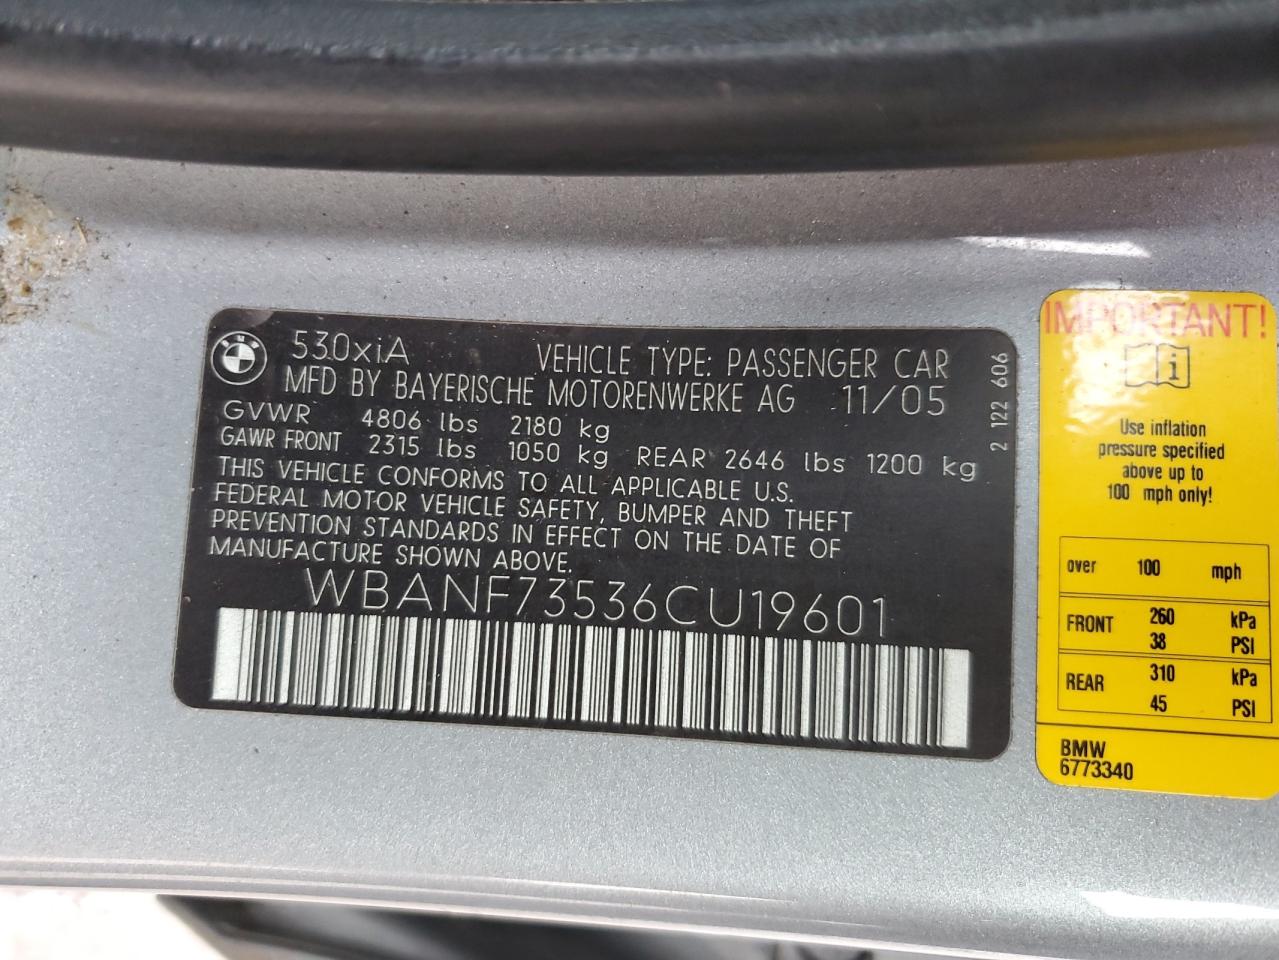 530xiA VEHICLE TYPE: PASSENGER CAR
MFD BY BAYERISCHE MOTORENWERKE AG 11/05
GVWR 4806 lbs 2180 kg
GAWR FRONT 2315 lbs 1050 kg REAR 2646 lbs 1200 kg
THIS VEHICLE CONFORMS TO ALL APPLICABLE U.S.
FEDERAL MOTOR VEHICLE SAFETY, BUMPER AND THEFT
PREVENTION STANDARDS IN EFFECT ON THE DATE OF
MANUFACTURE SHOWN ABOVE.
WBANF73536CU19601
2 122 606
IMPORTANT!
i
Use inflation
pressure specified
above up to
100 mph only!
over 100 mph
FRONT 260 kPa
38 PSI
REAR 310 kPa
45 PSI
BMW
6773340